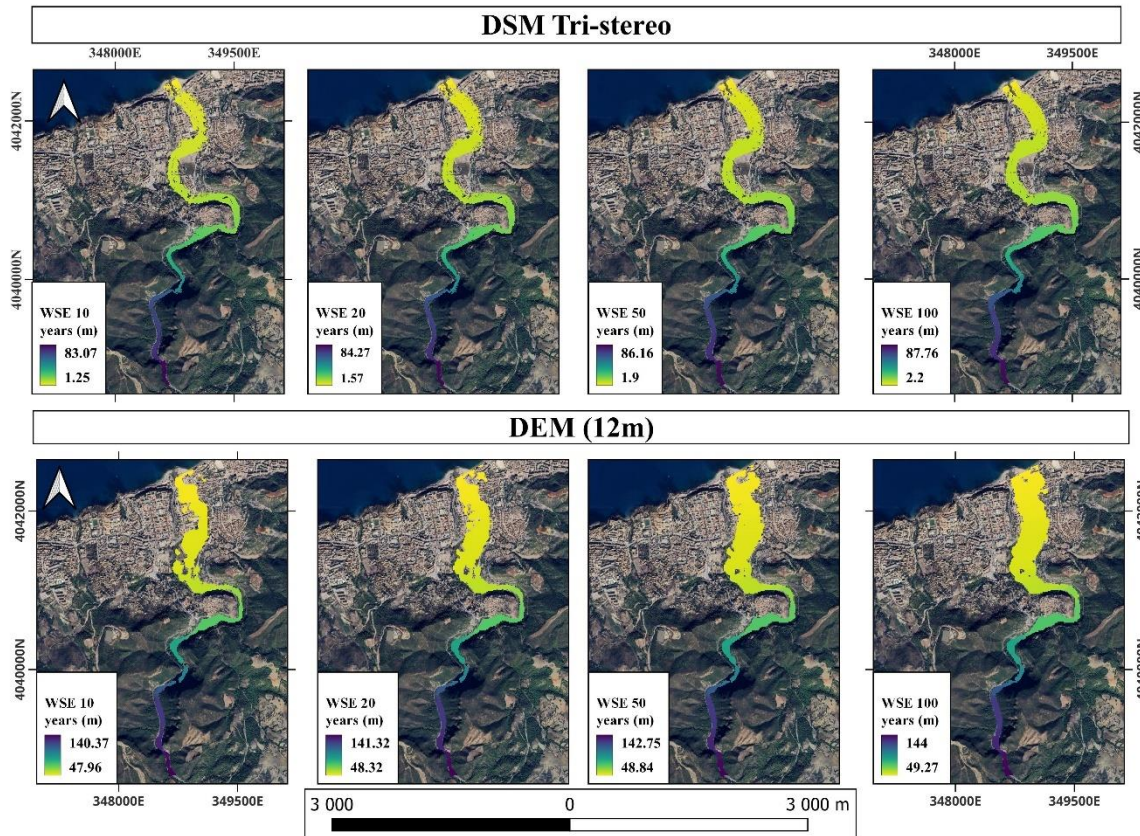 DSM Tri-stereo
348000E 349500E 348000E 349500E
4042000N 4042000N
4040000N 4040000N
WSE 10
years (m)
83.07
1.25
WSE 20
years (m)
84.27
1.57
WSE 50
years (m)
86.16
1.9
WSE 100
years (m)
87.76
2.2
DEM (12m)
4042000N 4042000N
4040000N 4040000N
WSE 10
years (m)
140.37
47.96
WSE 20
years (m)
141.32
48.32
WSE 50
years (m)
142.75
48.84
WSE 100
years (m)
144
49.27
348000E 349500E 348000E 349500E
3 000 0 3 000 m